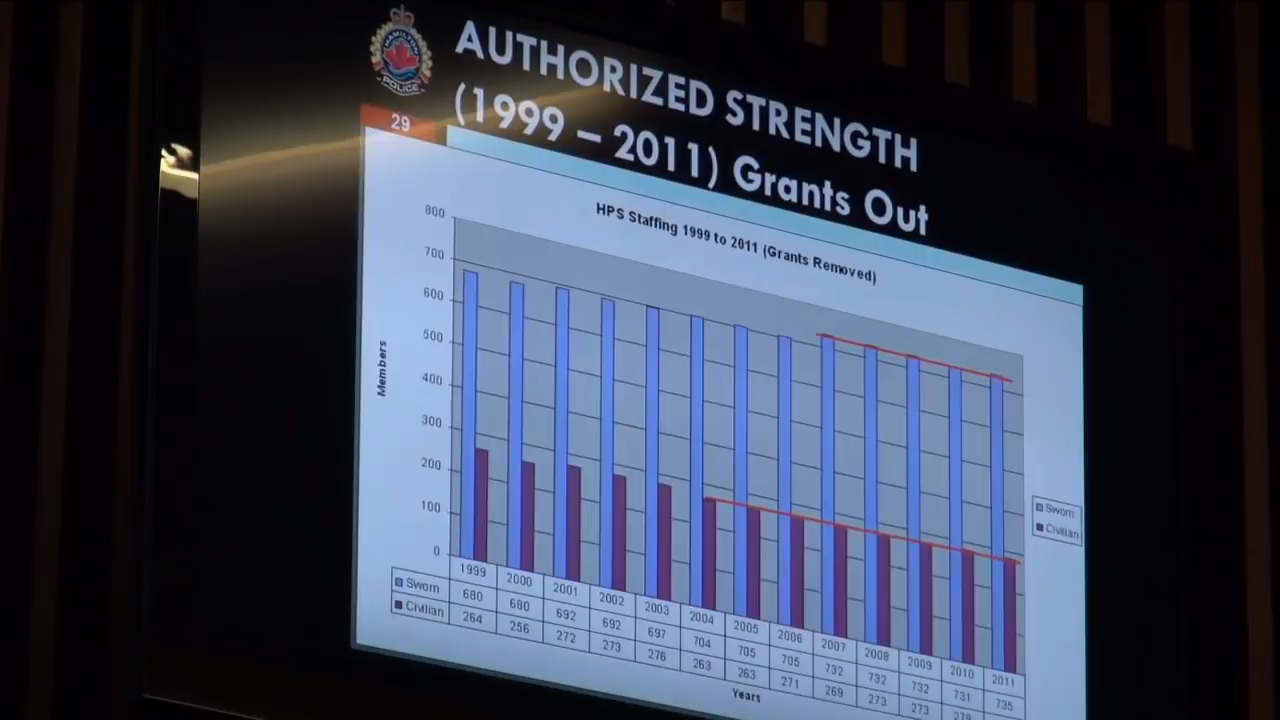 HAMILTON
POLICE
AUTHORIZED STRENGTH
(1999 – 2011) Grants Out
29
HPS Staffing 1999 to 2011 (Grants Removed)
800
700
600
500
400
300
200
100
0
Members
Sworn
Civilian
1999 2000 2001 2002 2003 2004 2005 2006 2007 2008 2009 2010 2011
Sworn 680 680 692 692 697 704 705 705 732 732 732 731 735
Civilian 264 256 272 273 276 263 263 271 269 273 273
Years